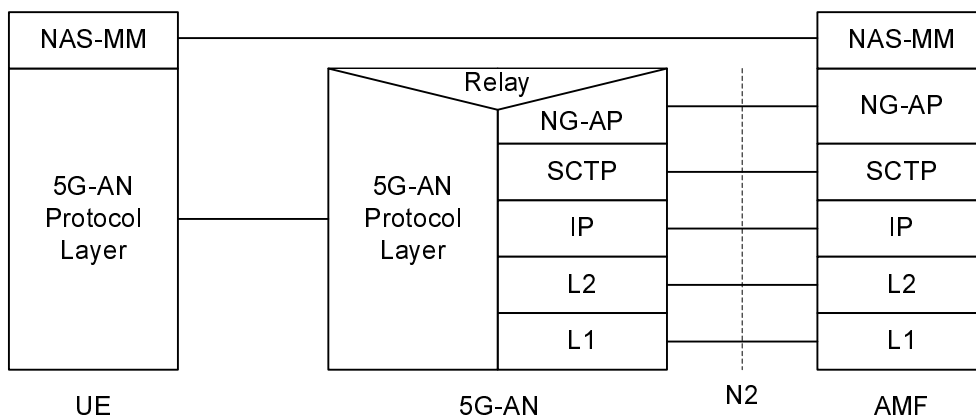 NAS-MM
NAS-MM
Relay
NG-AP
NG-AP
5G-AN
Protocol
Layer
5G-AN
Protocol
Layer
SCTP
SCTP
IP
IP
L2
L2
L1
L1
UE
5G-AN
N2
AMF